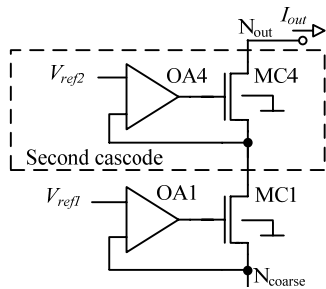 N_out I_out
V_ref2 OA4 MC4
Second cascode
V_ref1 OA1 MC1
N_coarse